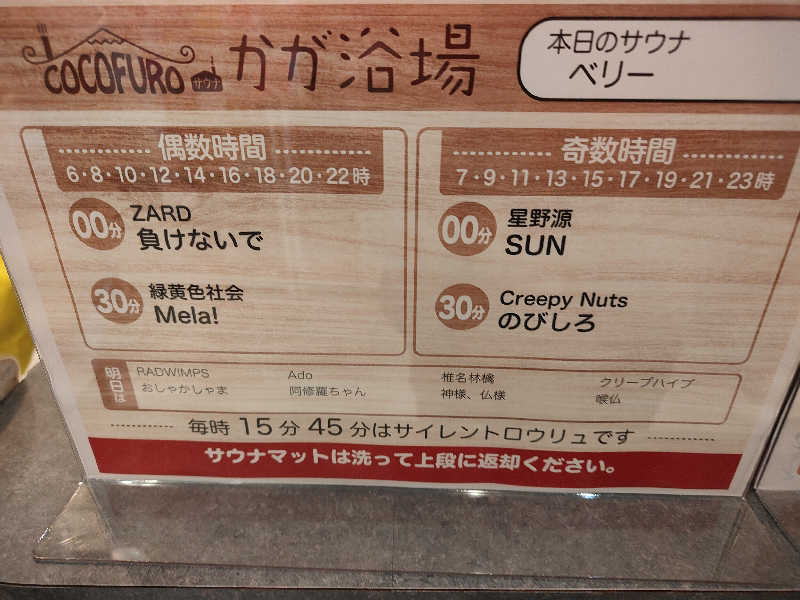 COCOFURO サウナ かが浴場
本日のサウナ
ベリー
偶数時間
6・8・10・12・14・16・18・20・22時
00分 ZARD
負けないで
30分 緑黄色社会
Mela!
奇数時間
7・9・11・13・15・17・19・21・23時
00分 星野源
SUN
30分 Creepy Nuts
のびしろ
明日は
RADWIMPS
おしゃかしゃま
Ado
阿修羅ちゃん
椎名林檎
神様、仏様
クリープハイプ
喉仏
毎時 15分 45分はサイレントロウリュです
サウナマットは洗って上段に返却ください。